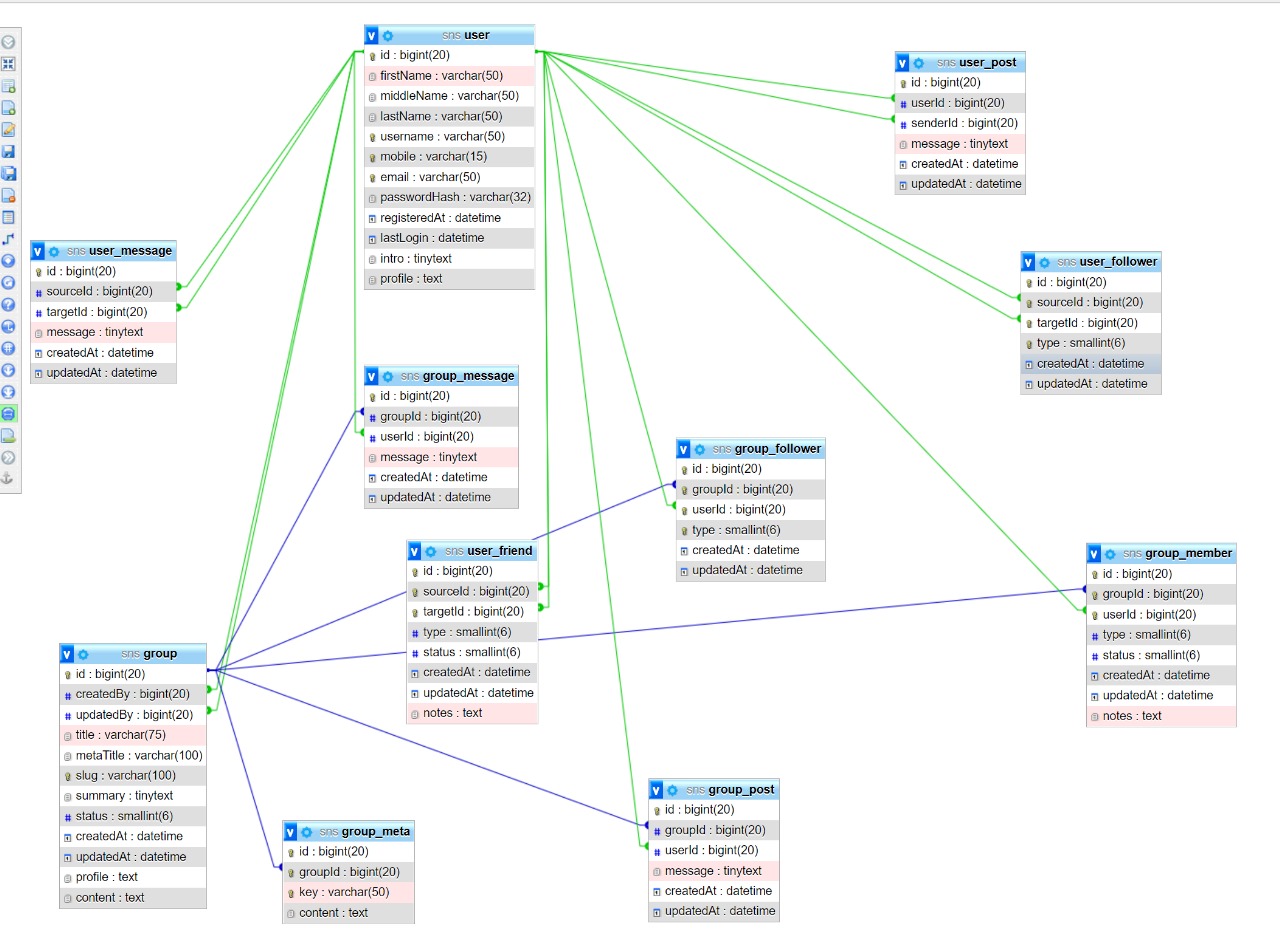 v sns user
id : bigint(20)
firstName : varchar(50)
middleName : varchar(50)
lastName : varchar(50)
username : varchar(50)
mobile : varchar(15)
email : varchar(50)
passwordHash : varchar(32)
registeredAt : datetime
lastLogin : datetime
intro : tinytext
profile : text
v sns user_post
id : bigint(20)
userId : bigint(20)
senderId : bigint(20)
message : tinytext
createdAt : datetime
updatedAt : datetime
v sns user_message
id : bigint(20)
sourceId : bigint(20)
targetId : bigint(20)
message : tinytext
createdAt : datetime
updatedAt : datetime
v sns user_follower
id : bigint(20)
sourceId : bigint(20)
targetId : bigint(20)
type : smallint(6)
createdAt : datetime
updatedAt : datetime
v sns group_message
id : bigint(20)
groupId : bigint(20)
userId : bigint(20)
message : tinytext
createdAt : datetime
updatedAt : datetime
v sns group_follower
id : bigint(20)
groupId : bigint(20)
userId : bigint(20)
type : smallint(6)
createdAt : datetime
updatedAt : datetime
v sns user_friend
id : bigint(20)
sourceId : bigint(20)
targetId : bigint(20)
type : smallint(6)
status : smallint(6)
createdAt : datetime
updatedAt : datetime
notes : text
v sns group_member
id : bigint(20)
groupId : bigint(20)
userId : bigint(20)
type : smallint(6)
status : smallint(6)
createdAt : datetime
updatedAt : datetime
notes : text
v sns group
id : bigint(20)
createdBy : bigint(20)
updatedBy : bigint(20)
title : varchar(75)
metaTitle : varchar(100)
slug : varchar(100)
summary : tinytext
status : smallint(6)
createdAt : datetime
updatedAt : datetime
profile : text
content : text
v sns group_meta
id : bigint(20)
groupId : bigint(20)
key : varchar(50)
content : text
v sns group_post
id : bigint(20)
groupId : bigint(20)
userId : bigint(20)
message : tinytext
createdAt : datetime
updatedAt : datetime